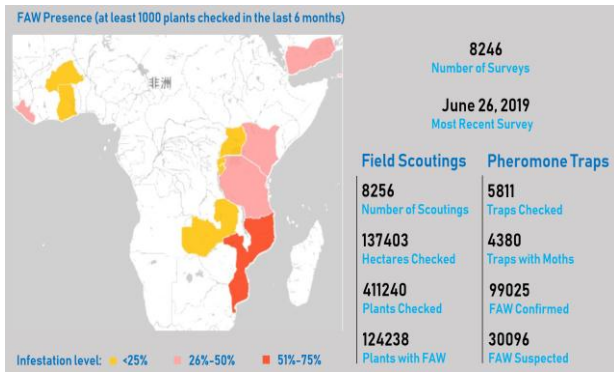 FAW Presence (at least 1000 plants checked in the last 6 months)
非洲
8246
Number of Surveys
June 26, 2019
Most Recent Survey
Field Scoutings
8256
Number of Scoutings
137403
Hectares Checked
411240
Plants Checked
124238
Plants with FAW
Pheromone Traps
5811
Traps Checked
4380
Traps with Moths
99025
FAW Confirmed
30096
FAW Suspected
Infestation level: <25% 26%-50% 51%-75%